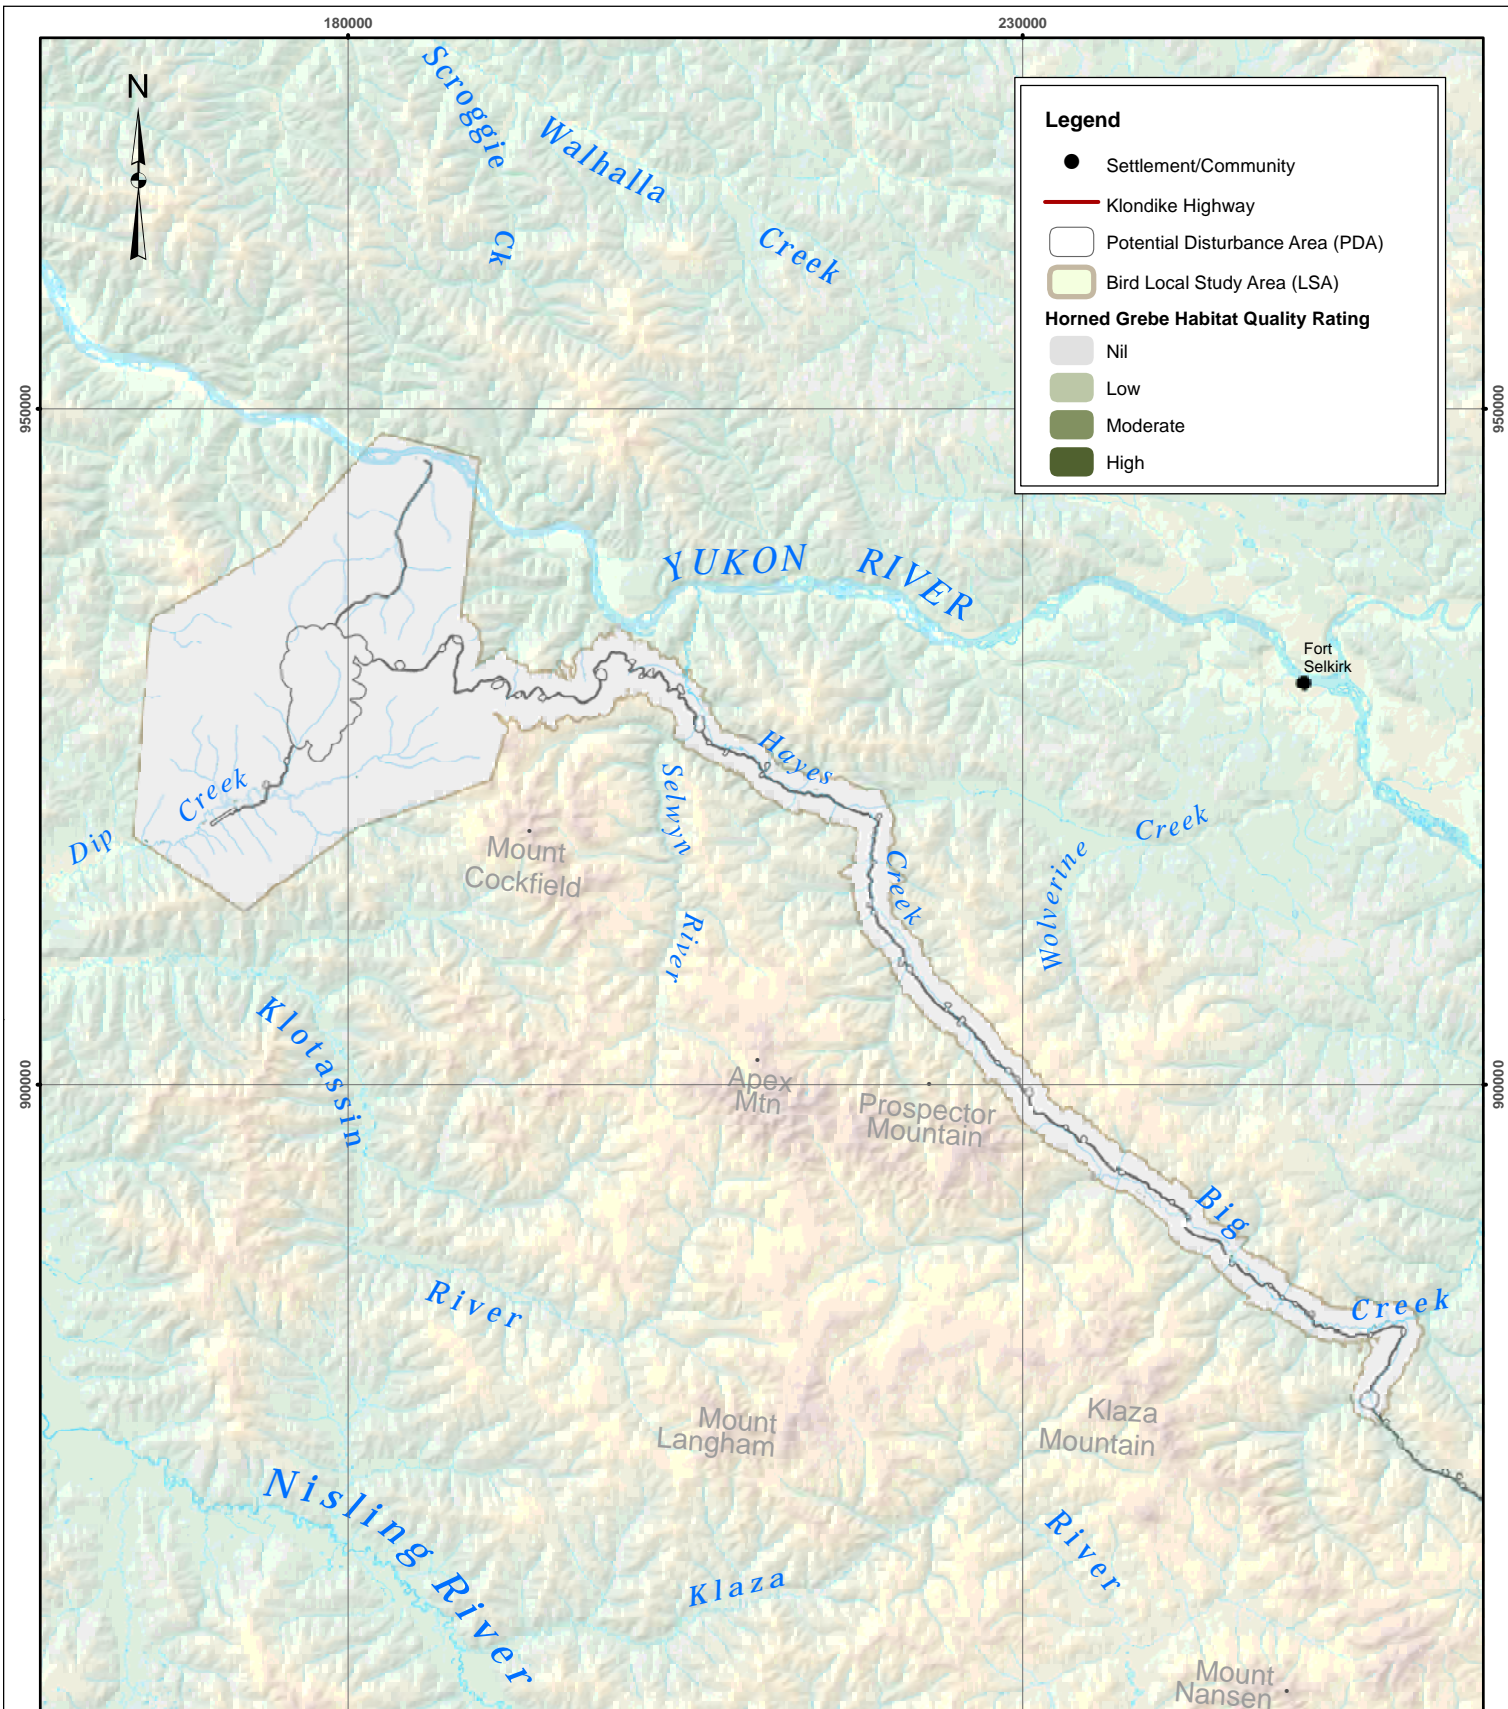 180000
230000
N
Scroggie
Ck
Walhalla
Creek
Legend
Settlement/Community
Klondike Highway
Potential Disturbance Area (PDA)
Bird Local Study Area (LSA)
Horned Grebe Habitat Quality Rating
Nil
Low
Moderate
High
950000
950000
YUKON RIVER
Fort
Selkirk
Hayes
Creek
Selwyn
River
Dip
Creek
Mount
Cockfield
Wolverine
Creek
Klotassin
River
900000
900000
Apex
Mtn
Prospector
Mountain
Big
Creek
Mount
Langham
Klaza
Mountain
Nisling River
Klaza
River
Mount
Nansen